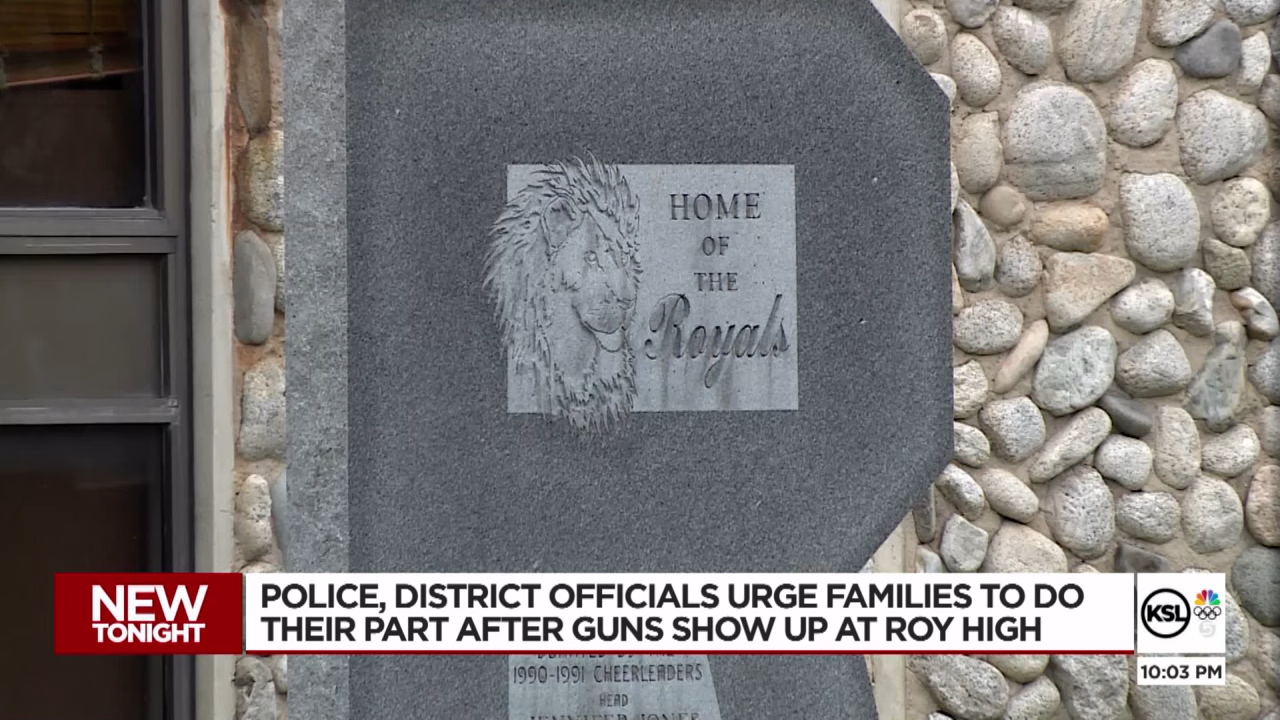 HOME
OF
THE
Royals
NEW
TONIGHT
POLICE, DISTRICT OFFICIALS URGE FAMILIES TO DO
THEIR PART AFTER GUNS SHOW UP AT ROY HIGH
KSL
5
10:03 PM
1990-1991 CHEERLEADERS
HEAD